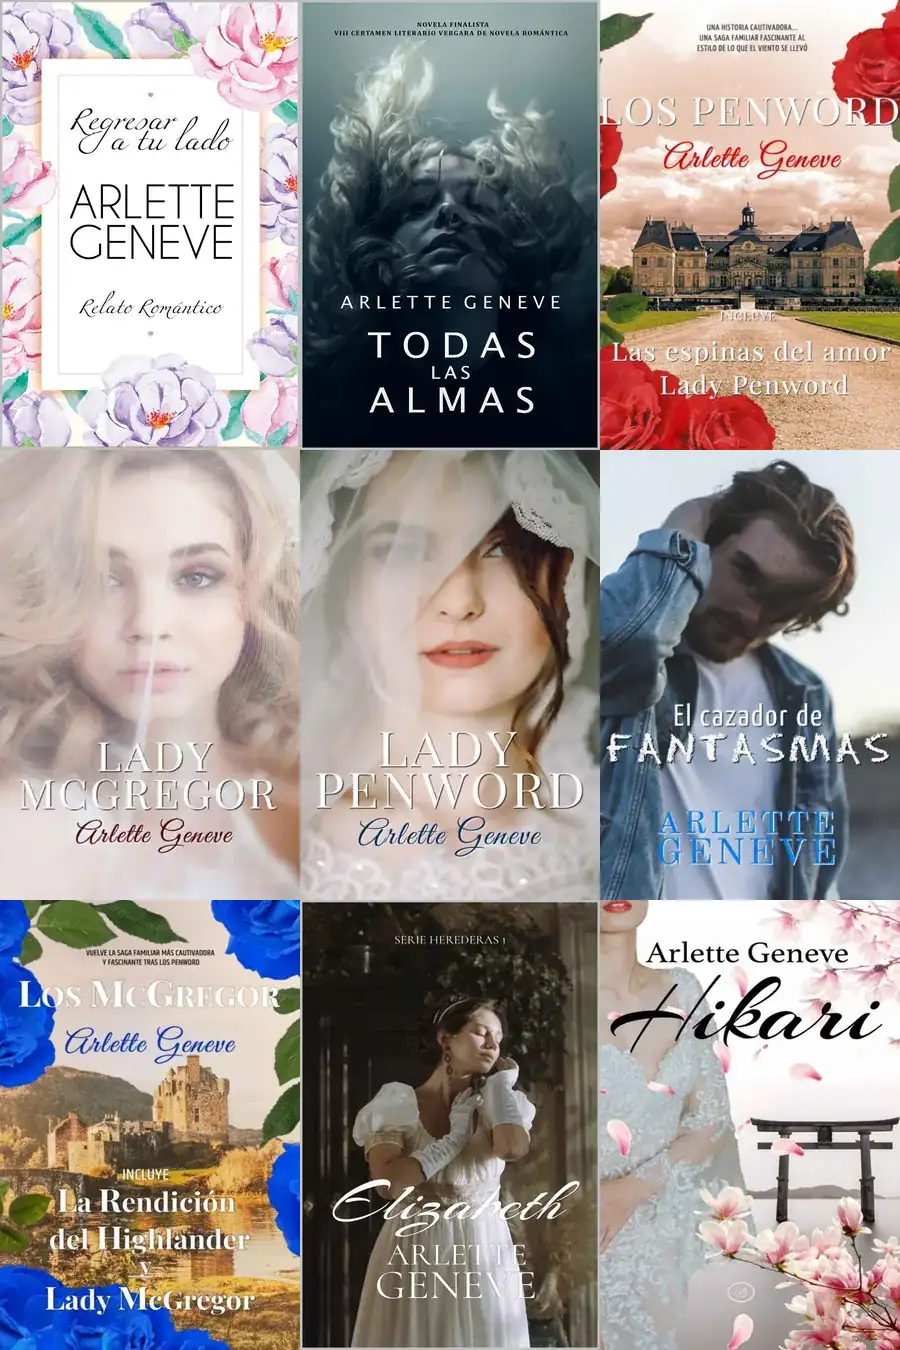 Regresar
a tu lado
ARLETTE
GENEVE
Relato Romántico
NOVELA FINALISTA
VIII CERTAMEN LITERARIO VERGARA DE NOVELA ROMÁNTICA
ARLETTE GENEVE
TODAS
LAS
ALMAS
UNA HISTORIA CAUTIVADORA...
UNA SAGA FAMILIAR FASCINANTE AL
ESTILO DE LO QUE EL VIENTO SE LLEVÓ
LOS PENWORD
Arlette Geneve
INCLUYE
Las espinas del amor
Lady Penword
LADY
MCGREGOR
Arlette Geneve
LADY
PENWORD
Arlette Geneve
El cazador de
FANTASMAS
ARLETTE
GENEVE
VUELVE LA SAGA FAMILIAR MÁS CAUTIVADORA
Y FASCINANTE TRAS LOS PENWORD
LOS MCGREGOR
Arlette Geneve
INCLUYE
La Rendición
del Highlander
y
Lady McGregor
SERIE HEREDERAS 1
Elizabeth
ARLETTE
GENEVE
Arlette Geneve
Hikari